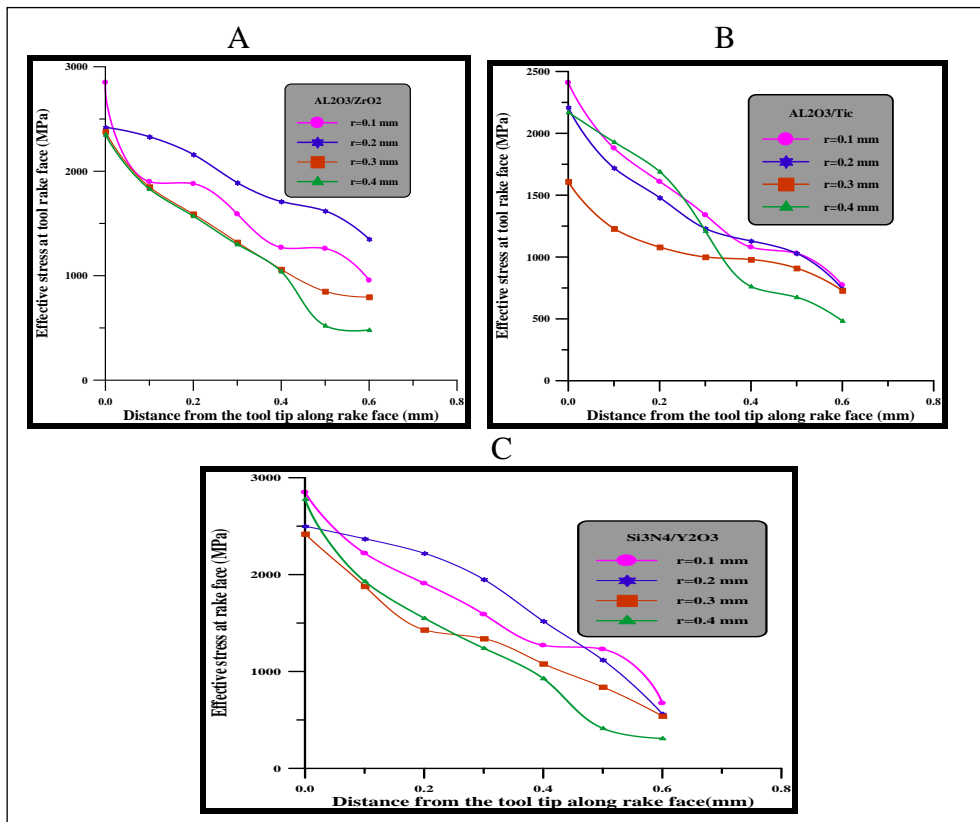 A
Effective stress at tool rake face (MPa)
3000
2000
1000
0
AL2O3/ZrO2
r=0.1 mm
r=0.2 mm
r=0.3 mm
r=0.4 mm
0.0 0.2 0.4 0.6 0.8
Distance from the tool tip along rake face (mm)
B
Effective stress at tool rake face (MPa)
2500
2000
1500
1000
500
0
AL2O3/Tic
r=0.1 mm
r=0.2 mm
r=0.3 mm
r=0.4 mm
0.0 0.2 0.4 0.6 0.8
Distance from the tool tip along rake face (mm)
C
Effective stress at rake face (MPa)
3000
2000
1000
0
Si3N4/Y2O3
r=0.1 mm
r=0.2 mm
r=0.3 mm
r=0.4 mm
0.0 0.2 0.4 0.6 0.8
Distance from the tool tip along rake face(mm)